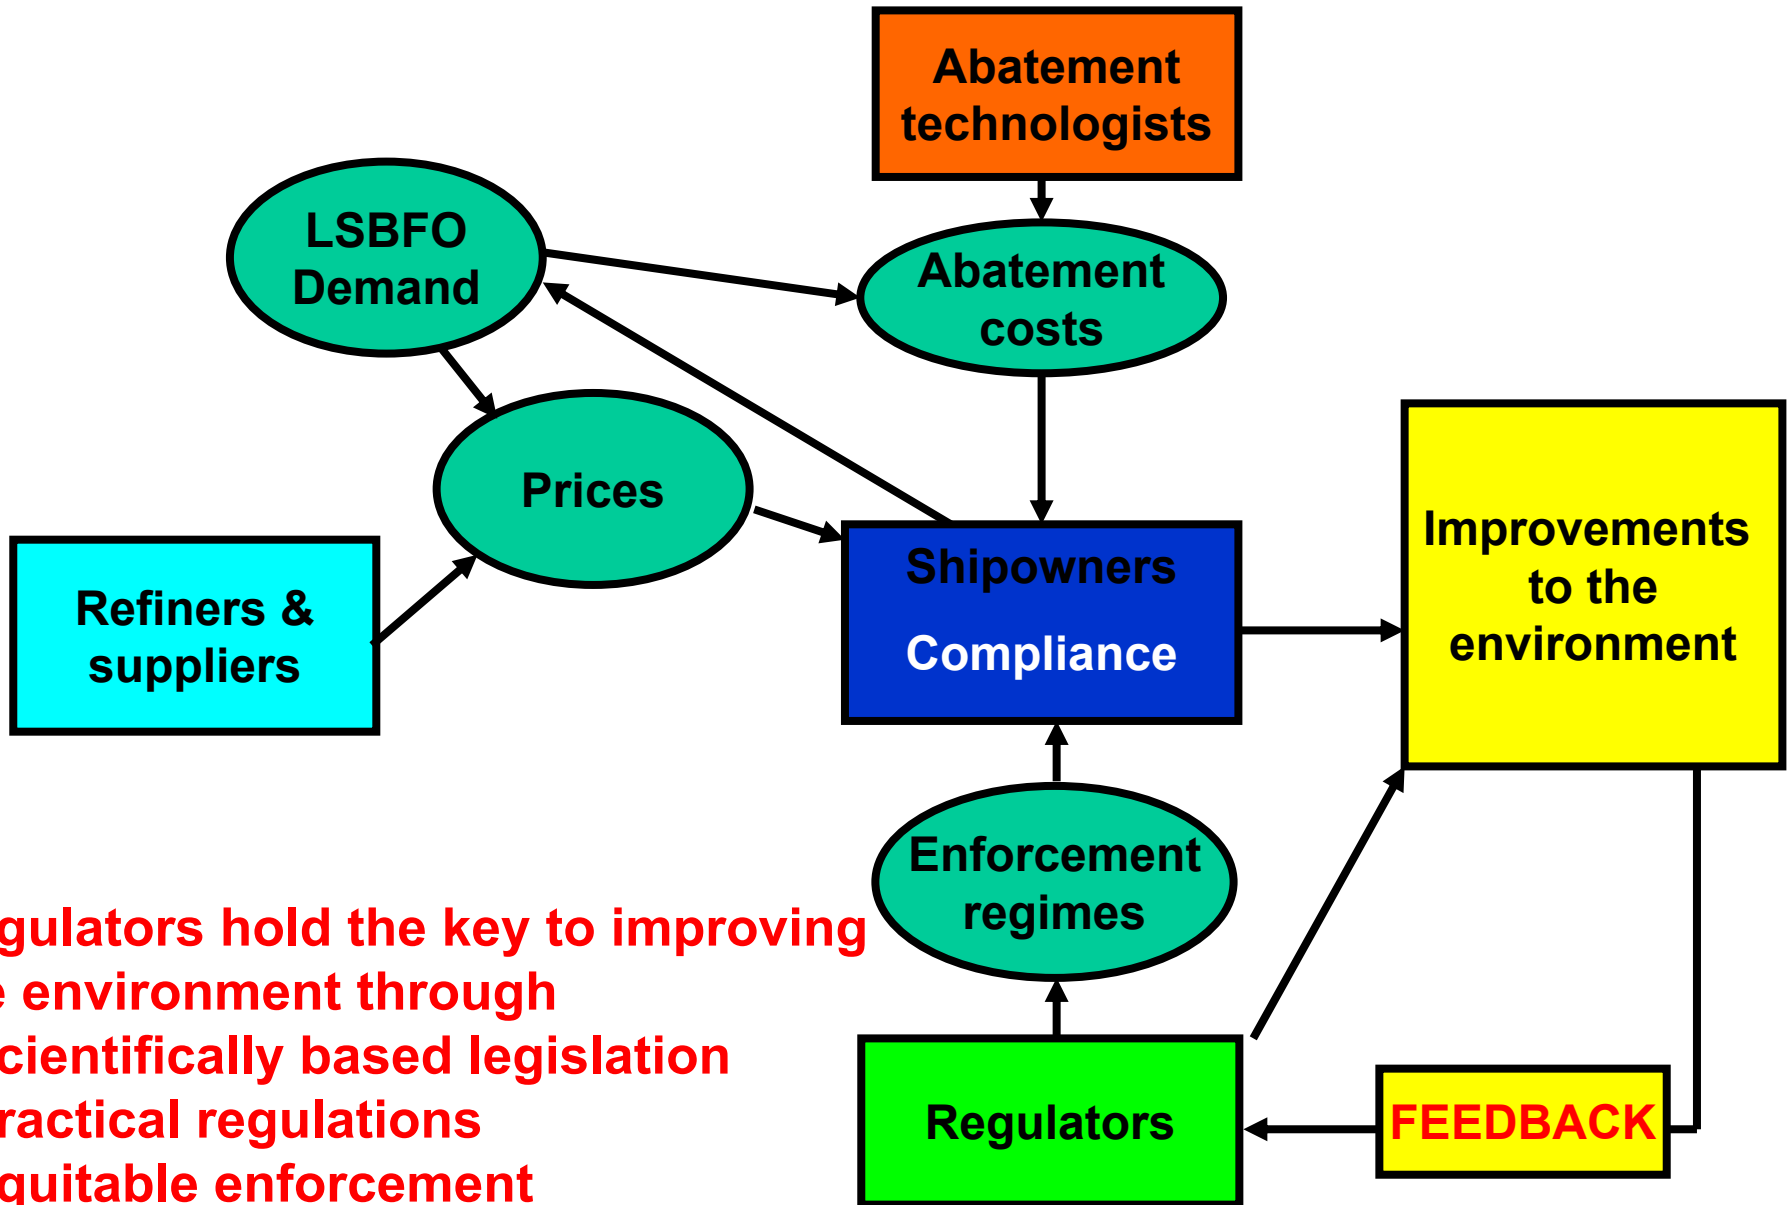 Abatement
technologists
LSBFO
Demand
Abatement
costs
Prices
Refiners &
suppliers
Shipowners
Compliance
Improvements
to the
environment
Enforcement
regimes
Regulators
FEEDBACK
gulators hold the key to improving
e environment through
cientifically based legislation
ractical regulations
quitable enforcement